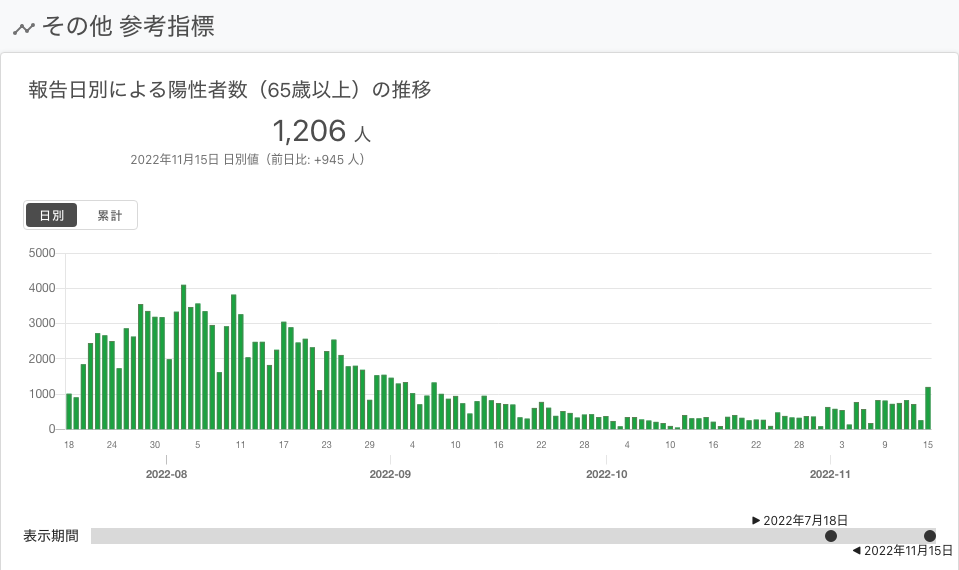 その他 参考指標
報告日別による陽性者数（65歳以上）の推移
1,206 人
2022年11月15日 日別値（前日比: +945 人）
日別 累計
5000
4000
3000
2000
1000
0
18 24 30 5 11 17 23 29 4 10 16 22 28 4 10 16 22 28 3 9 15
2022-08 2022-09 2022-10 2022-11
▶ 2022年7月18日
表示期間
◀ 2022年11月15日